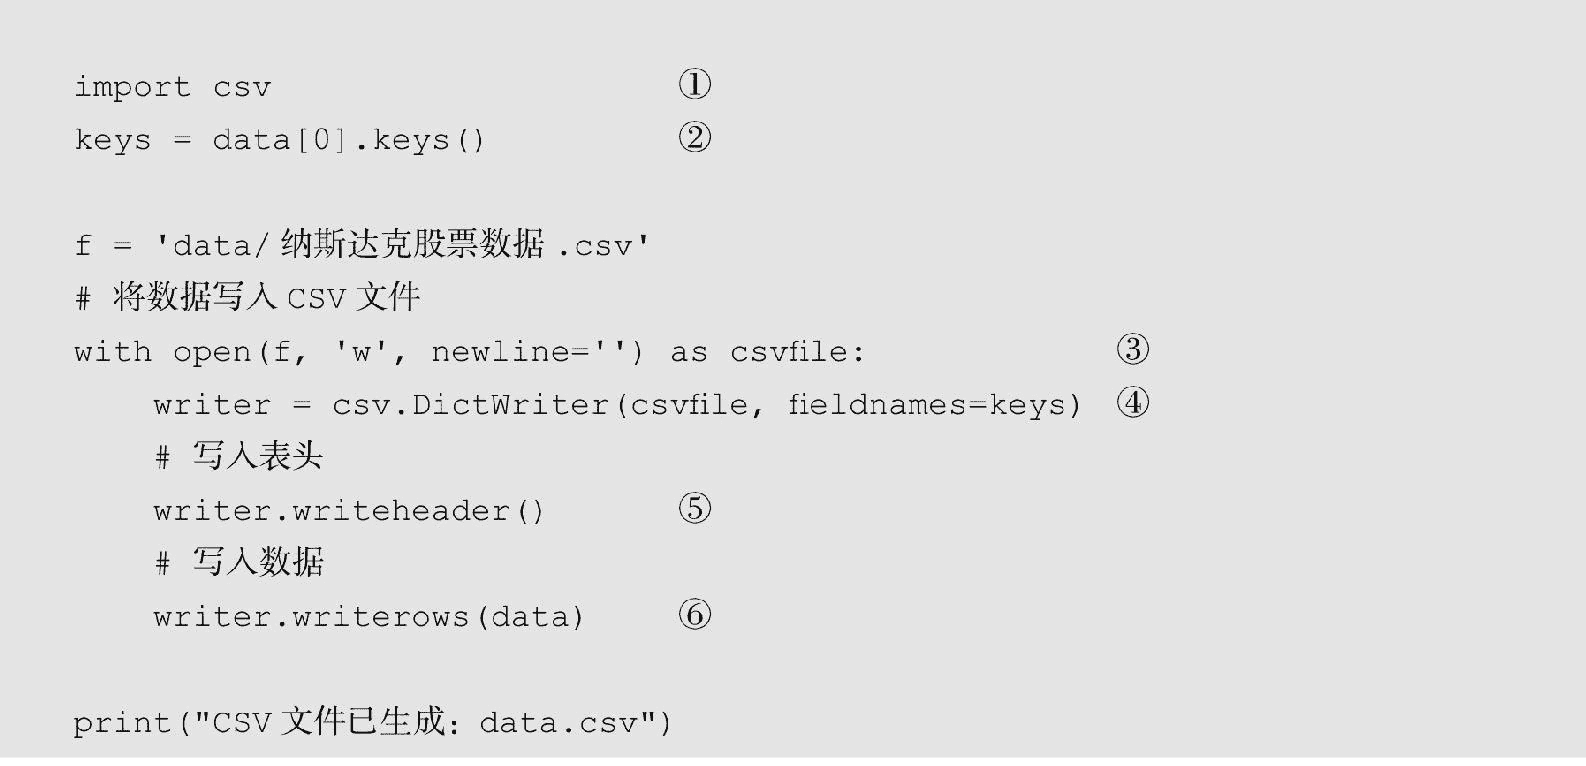 import csv ①
keys = data[0].keys() ②
f = 'data/纳斯达克股票数据.csv'
# 将数据写入CSV文件
with open(f, 'w', newline='') as csvfile: ③
    writer = csv.DictWriter(csvfile, fieldnames=keys) ④
    # 写入表头
    writer.writeheader() ⑤
    # 写入数据
    writer.writerows(data) ⑥
print("CSV文件已生成：data.csv")